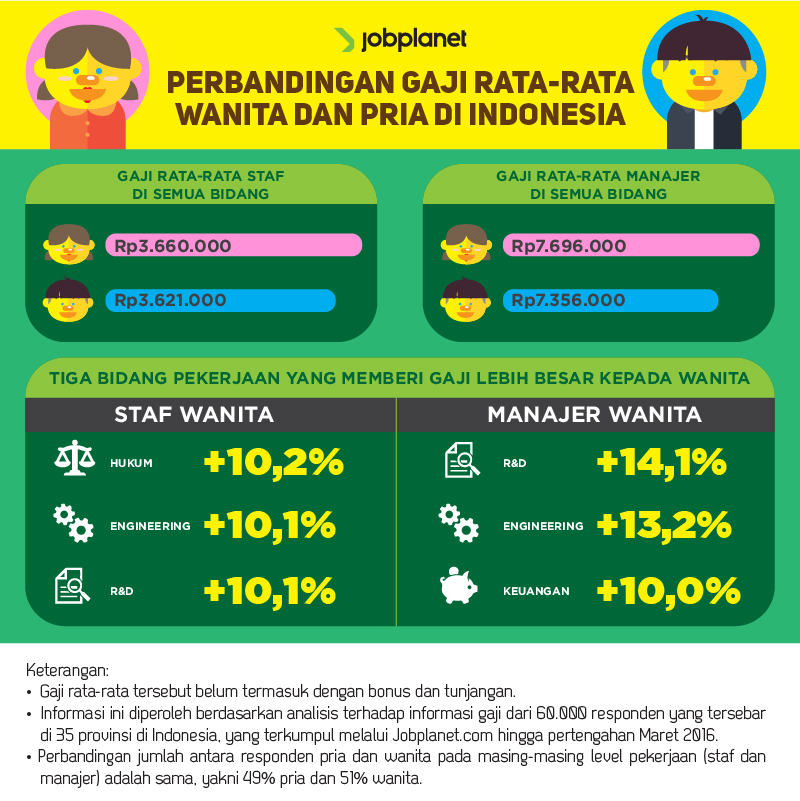 jobplanet
PERBANDINGAN GAJI RATA-RATA
WANITA DAN PRIA DI INDONESIA
GAJI RATA-RATA STAF
DI SEMUA BIDANG
Rp3.660.000
Rp3.621.000
GAJI RATA-RATA MANAJER
DI SEMUA BIDANG
Rp7.696.000
Rp7.356.000
TIGA BIDANG PEKERJAAN YANG MEMBERI GAJI LEBIH BESAR KEPADA WANITA
STAF WANITA
HUKUM +10,2%
ENGINEERING +10,1%
R&D +10,1%
MANAJER WANITA
R&D +14,1%
ENGINEERING +13,2%
KEUANGAN +10,0%
Keterangan:
• Gaji rata-rata tersebut belum termasuk dengan bonus dan tunjangan.
• Informasi ini diperoleh berdasarkan analisis terhadap informasi gaji dari 60.000 responden yang tersebar
di 35 provinsi di Indonesia, yang terkumpul melalui Jobplanet.com hingga pertengahan Maret 2016.
• Perbandingan jumlah antara responden pria dan wanita pada masing-masing level pekerjaan (staf dan
manajer) adalah sama, yakni 49% pria dan 51% wanita.